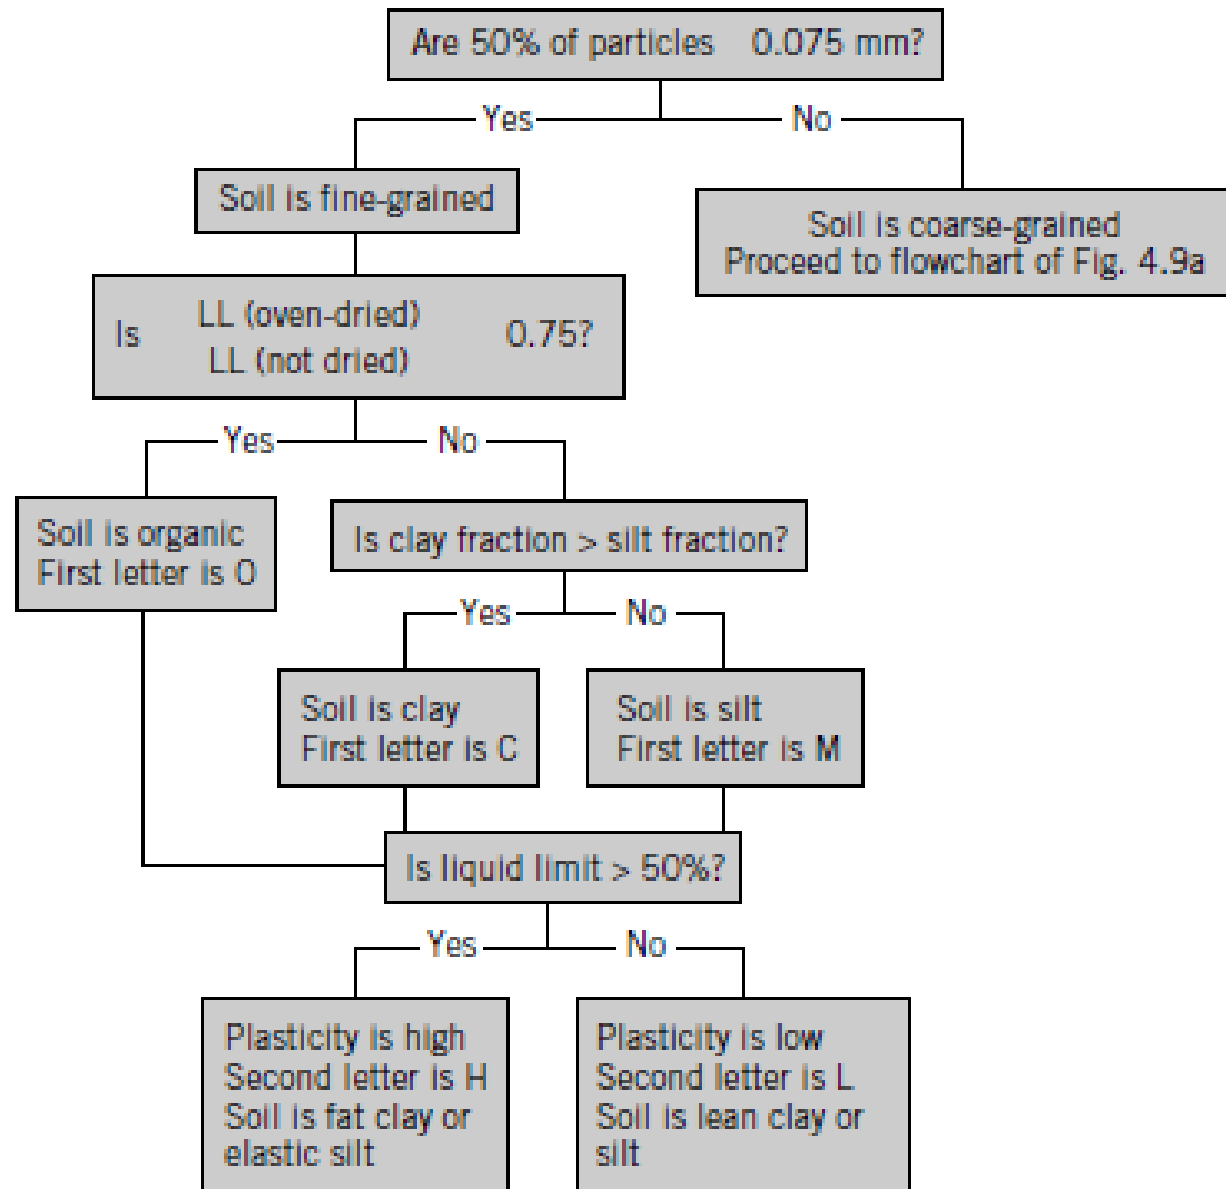 Are 50% of particles 0.075 mm?
Yes
No
Soil is fine-grained
Soil is coarse-grained
Proceed to flowchart of Fig. 4.9a
LL (oven-dried)
Is 0.75?
LL (not dried)
Yes
No
Soil is organic
First letter is O
Is clay fraction > silt fraction?
Yes
No
Soil is clay
First letter is C
Soil is silt
First letter is M
Is liquid limit > 50%?
Yes
No
Plasticity is high
Second letter is H
Soil is fat clay or
elastic silt
Plasticity is low
Second letter is L
Soil is lean clay or
silt